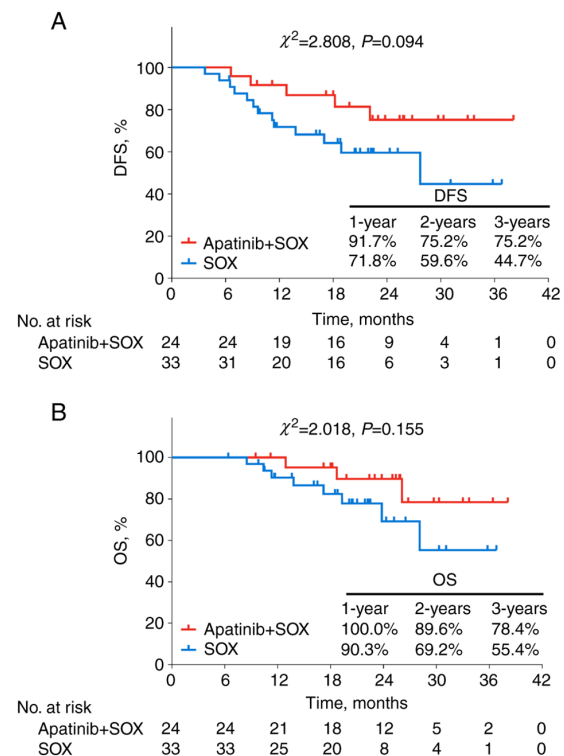 A
χ²=2.808, P=0.094
DFS, %
100
80
60
40
20
0
DFS
1-year 2-years 3-years
Apatinib+SOX 91.7% 75.2% 75.2%
SOX 71.8% 59.6% 44.7%
0 6 12 18 24 30 36 42
Time, months
No. at risk
Apatinib+SOX 24 24 19 16 9 4 1 0
SOX 33 31 20 16 6 3 1 0
B
χ²=2.018, P=0.155
OS, %
100
80
60
40
20
0
OS
1-year 2-years 3-years
Apatinib+SOX 100.0% 89.6% 78.4%
SOX 90.3% 69.2% 55.4%
0 6 12 18 24 30 36 42
Time, months
No. at risk
Apatinib+SOX 24 24 21 18 12 5 2 0
SOX 33 33 25 20 8 4 1 0